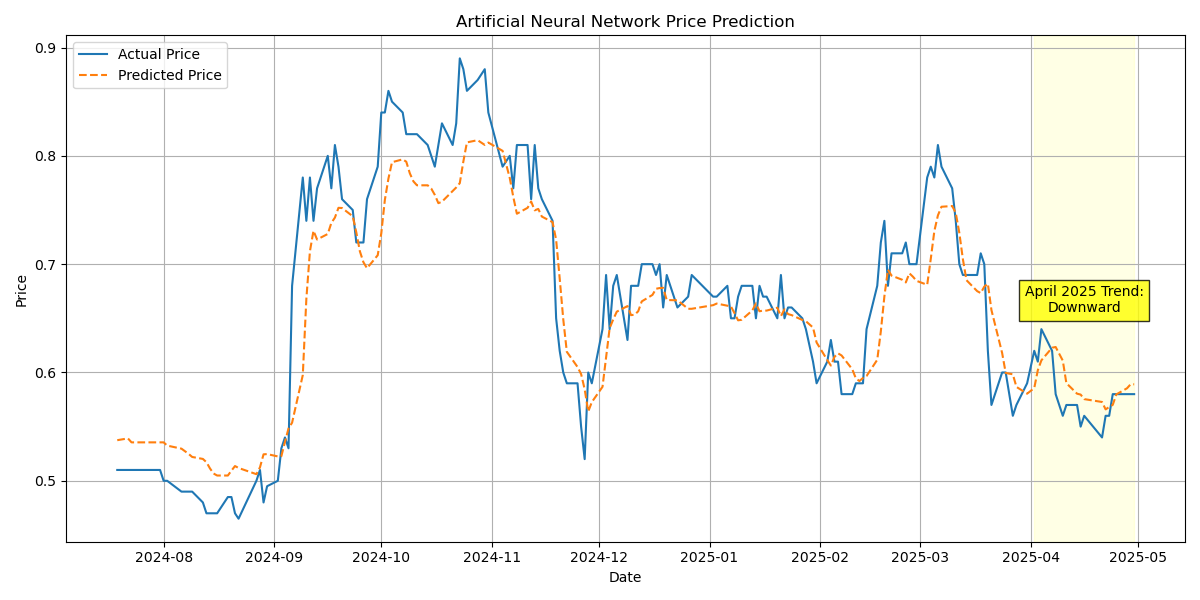 Artificial Neural Network Price Prediction
Actual Price
Predicted Price
Price
0.9
0.8
0.7
0.6
0.5
April 2025 Trend:
Downward
2024-08 2024-09 2024-10 2024-11 2024-12 2025-01 2025-02 2025-03 2025-04 2025-05
Date